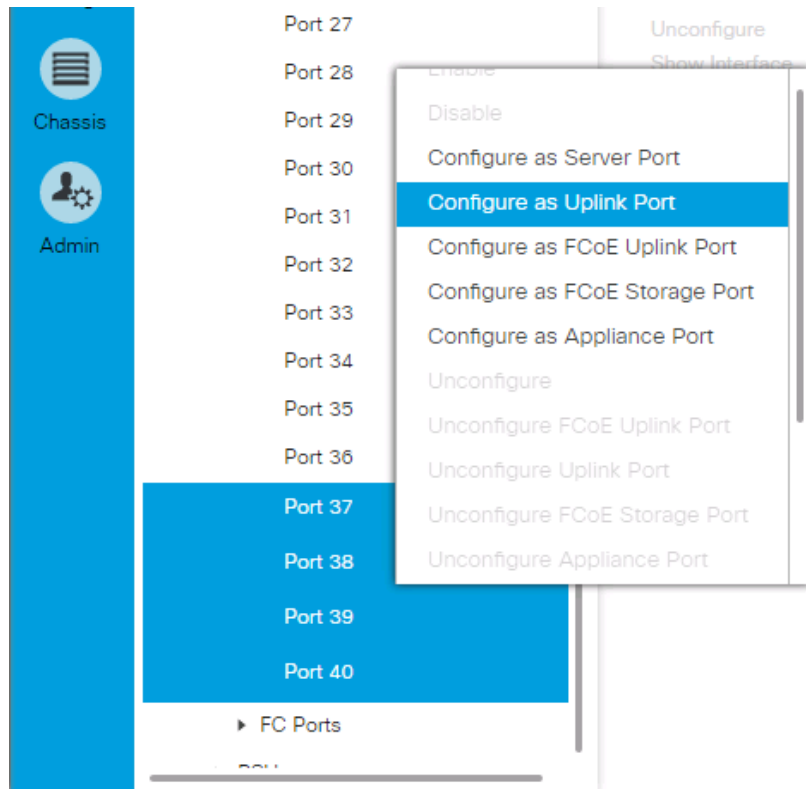 Chassis
Admin
Port 27
Port 28
Port 29
Port 30
Port 31
Port 32
Port 33
Port 34
Port 35
Port 36
Port 37
Port 38
Port 39
Port 40
FC Ports
Unconfigure
Show Interface
Enable
Disable
Configure as Server Port
Configure as Uplink Port
Configure as FCoE Uplink Port
Configure as FCoE Storage Port
Configure as Appliance Port
Unconfigure
Unconfigure FCoE Uplink Port
Unconfigure Uplink Port
Unconfigure FCoE Storage Port
Unconfigure Appliance Port